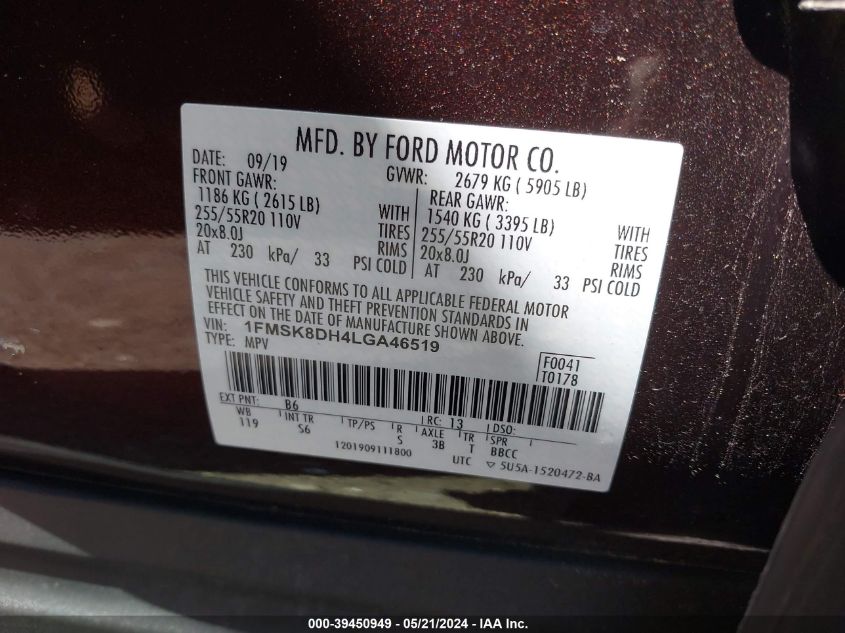 MFD. BY FORD MOTOR CO.
DATE: 09/19 GVWR: 2679 KG ( 5905 LB)
FRONT GAWR: REAR GAWR:
1186 KG ( 2615 LB) WITH 1540 KG ( 3395 LB) WITH
255/55R20 110V TIRES 255/55R20 110V TIRES
20x8.0J RIMS 20x8.0J RIMS
AT 230 kPa/ 33 PSI COLD AT 230 kPa/ 33 PSI COLD
THIS VEHICLE CONFORMS TO ALL APPLICABLE FEDERAL MOTOR
VEHICLE SAFETY AND THEFT PREVENTION STANDARDS IN
EFFECT ON THE DATE OF MANUFACTURE SHOWN ABOVE.
VIN: 1FMSK8DH4LGA46519
TYPE: MPV
F0041
T0178
EXT PNT: B6 RC: 13 DSO:
WB INT TR TP/PS R AXLE TR SPR
119 S6 S 3B T BBCC
1201909111800 UTC ▽ 5U5A-1520472-BA
000-39450949 - 05/21/2024 - IAA Inc.